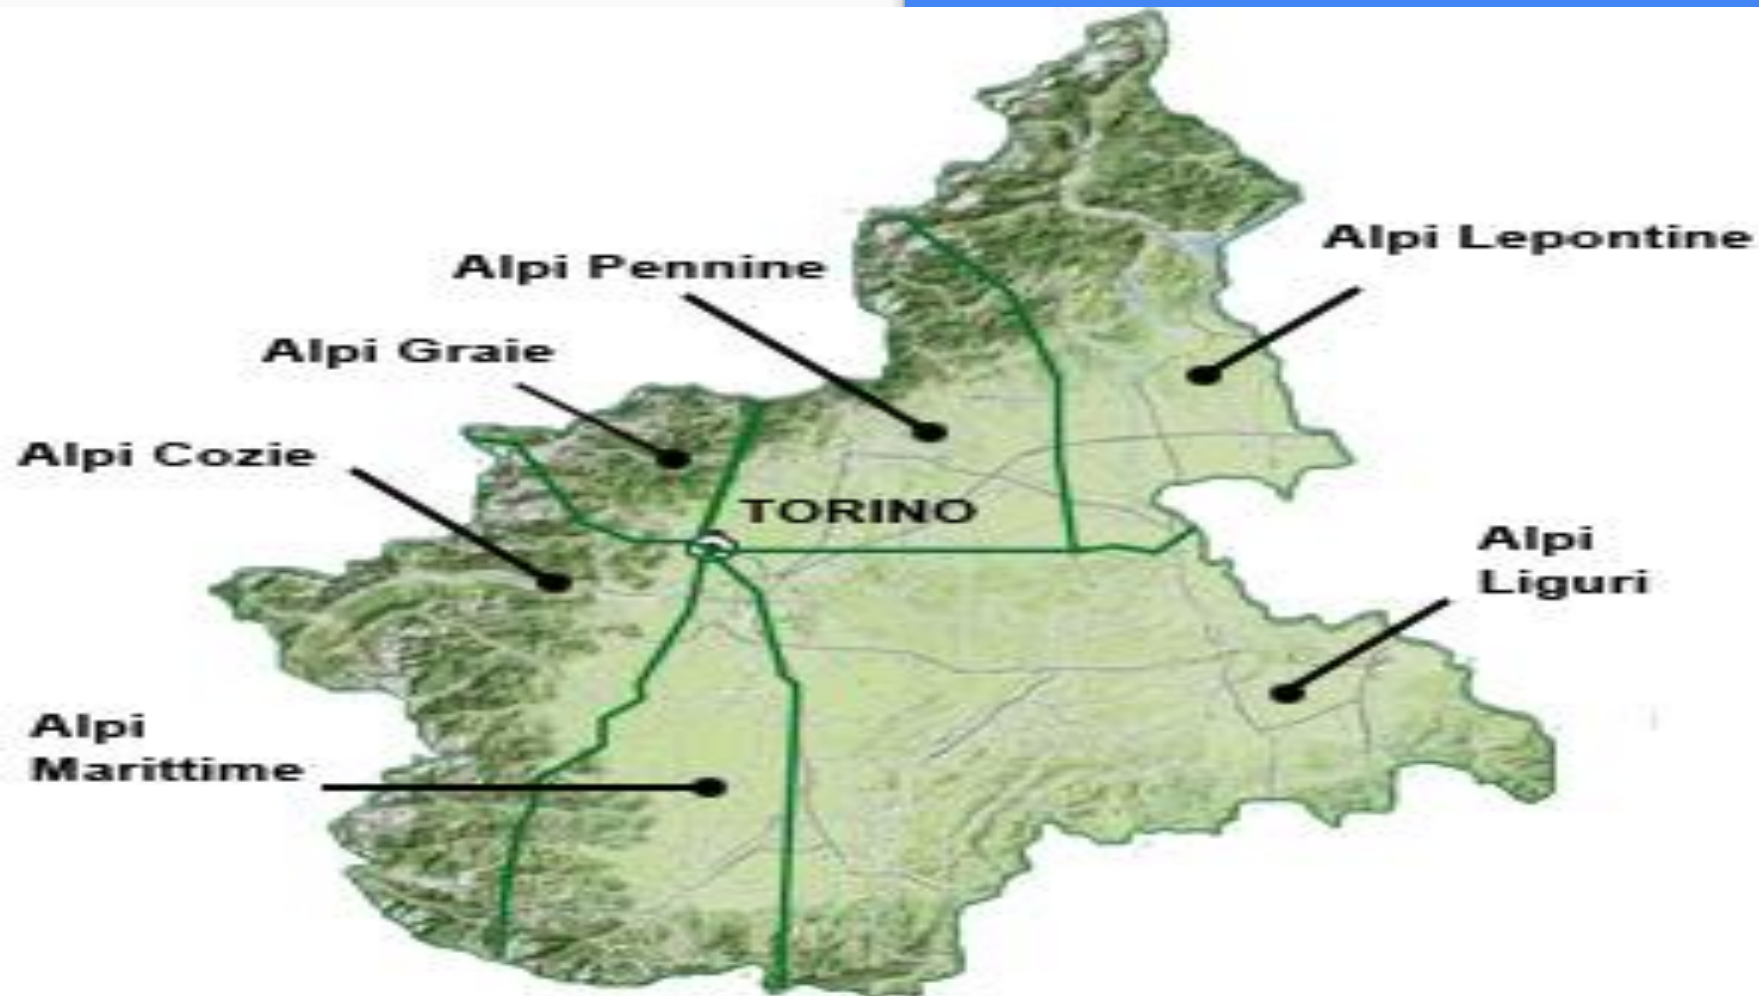 Alpi Lepontine
Alpi Pennine
Alpi Graie
Alpi Cozie
TORINO
Alpi
Liguri
Alpi
Marittime